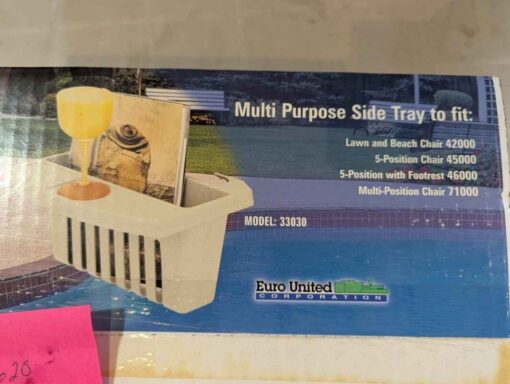 Multi Purpose Side Tray to fit:
Lawn and Beach Chair 42000
5-Position Chair 45000
5-Position with Footrest 46000
Multi-Position Chair 71000
MODEL: 33030
Euro United
CORPORATION